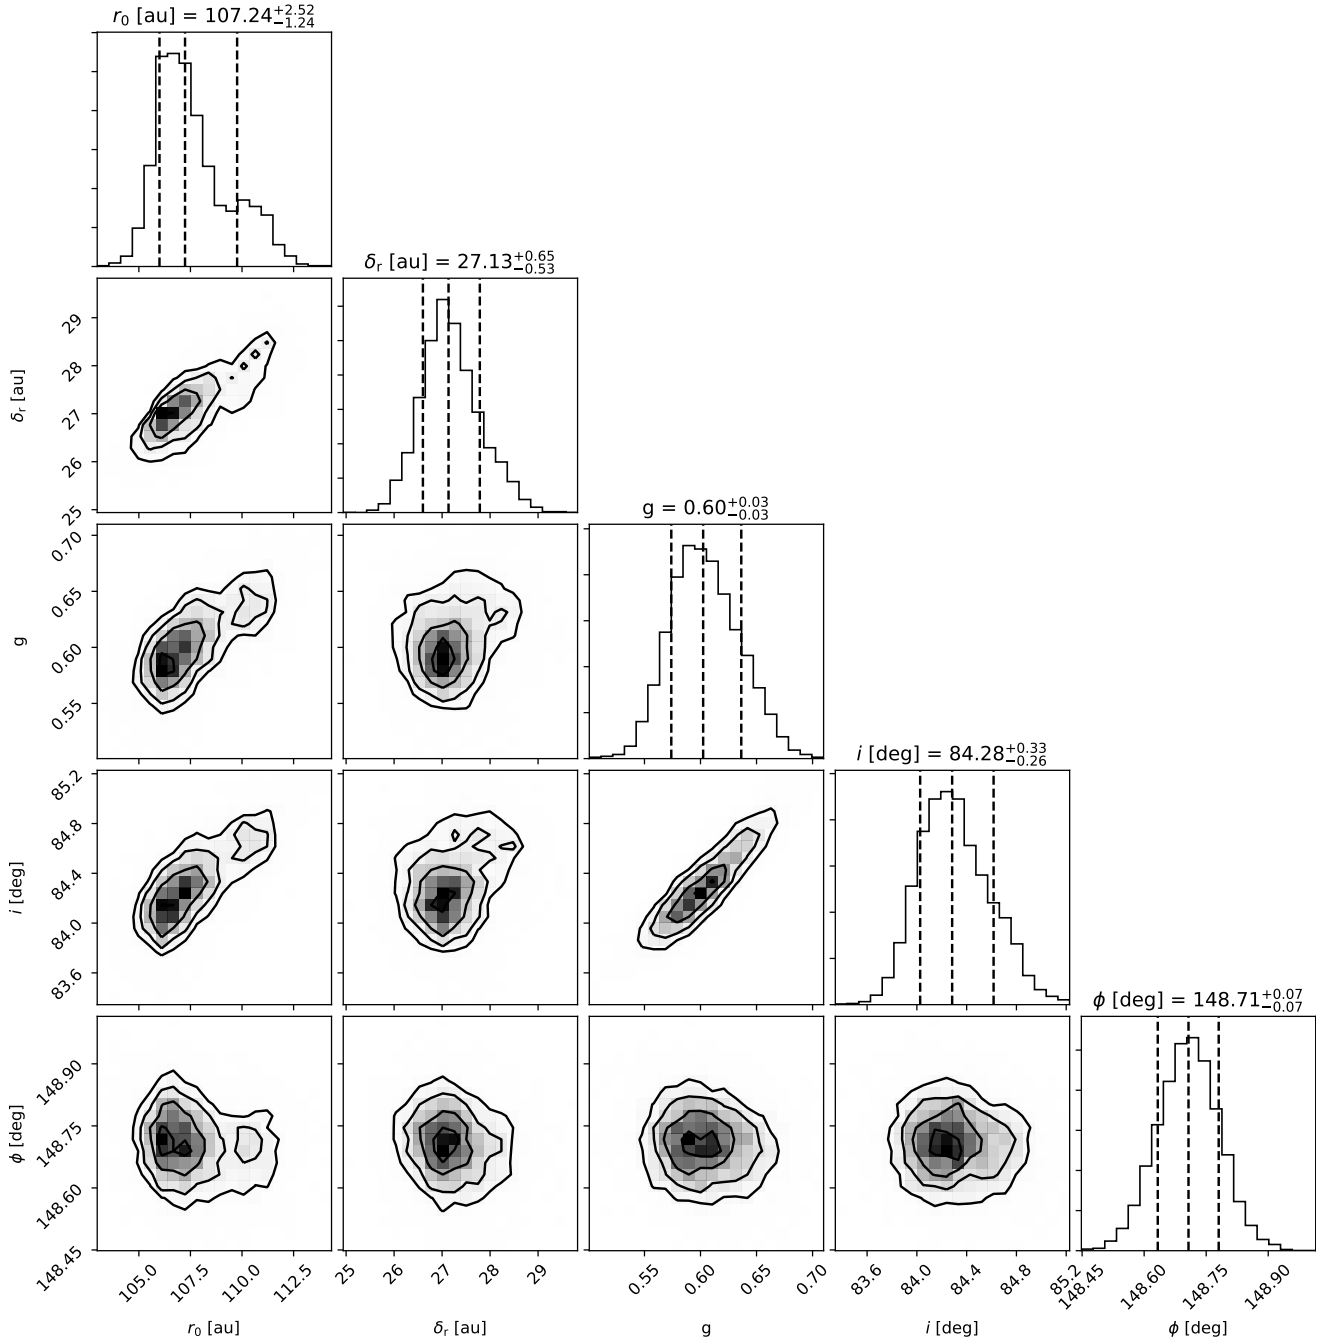 r₀ [au] = 107.24+2.52−1.24
δr [au] = 27.13+0.65−0.53
29
28
27
26
25
δr [au]
g = 0.60+0.03−0.03
0.70
0.65
0.60
0.55
g
i [deg] = 84.28+0.33−0.26
85.2
84.8
84.4
84.0
83.6
i [deg]
ϕ [deg] = 148.71+0.07−0.07
148.90
148.75
148.60
148.45
ϕ [deg]
105.0 107.5 110.0 112.5 25 26 27 28 29 0.55 0.60 0.65 0.70 83.6 84.0 84.4 84.8 85.2 148.45 148.60 148.75 148.90
r₀ [au] δr [au] g i [deg] ϕ [deg]